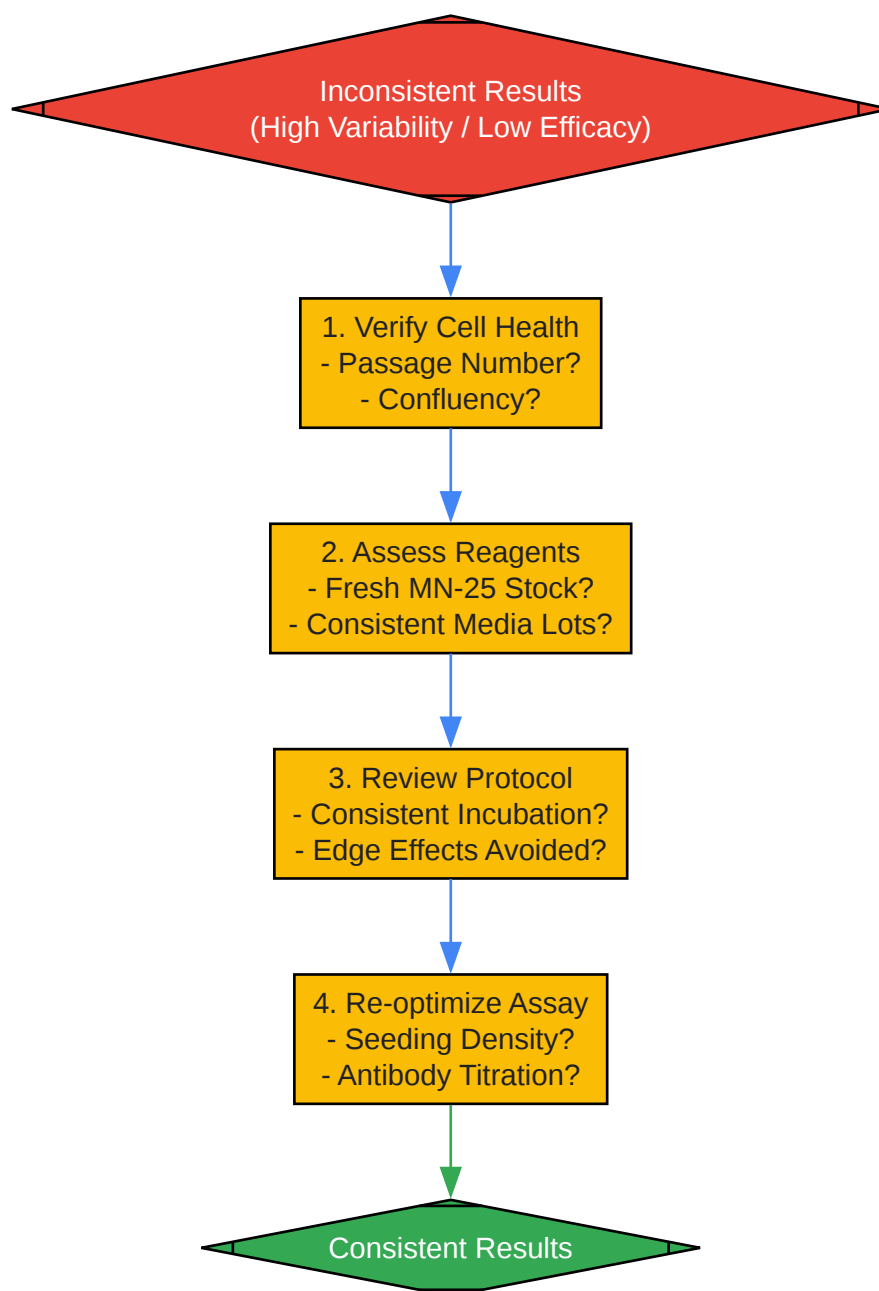 Inconsistent Results
(High Variability / Low Efficacy)
1. Verify Cell Health
- Passage Number?
- Confluency?
2. Assess Reagents
- Fresh MN-25 Stock?
- Consistent Media Lots?
3. Review Protocol
- Consistent Incubation?
- Edge Effects Avoided?
4. Re-optimize Assay
- Seeding Density?
- Antibody Titration?
Consistent Results